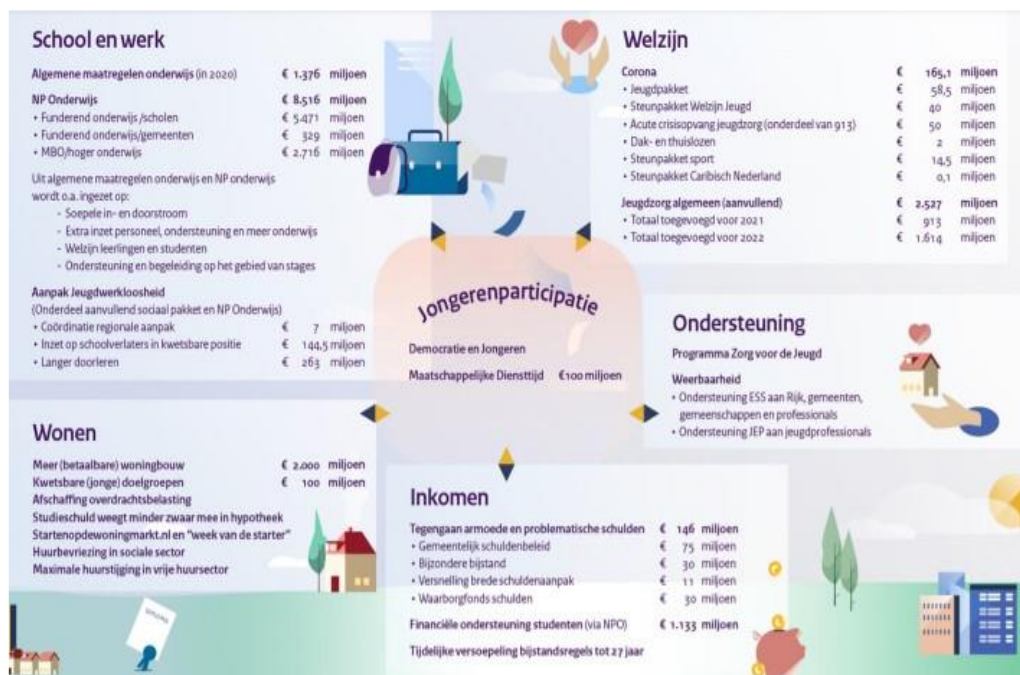 School en werk
Algemene maatregelen onderwijs (in 2020) € 1.376 miljoen
NP Onderwijs € 8.516 miljoen
• Funderend onderwijs /scholen € 5.471 miljoen
• Funderend onderwijs/gemeenten € 329 miljoen
• MBO/hoger onderwijs € 2.716 miljoen
Uit algemene maatregelen onderwijs en NP onderwijs
wordt o.a. ingezet op:
- Soepele in- en doorstroom
- Extra inzet personeel, ondersteuning en meer onderwijs
- Welzijn leerlingen en studenten
- Ondersteuning en begeleiding op het gebied van stages
Aanpak Jeugdwerkloosheid
(Onderdeel aanvullend sociaal pakket en NP Onderwijs)
• Coördinatie regionale aanpak € 7 miljoen
• Inzet op schoolverlaters in kwetsbare positie € 144,5 miljoen
• Langer doorleren € 263 miljoen
Welzijn
Corona € 165,1 miljoen
• Jeugdpakket € 58,5 miljoen
• Steunpakket Welzijn Jeugd € 40 miljoen
• Acute crisisopvang jeugdzorg (onderdeel van 913) € 50 miljoen
• Dak- en thuislozen € 2 miljoen
• Steunpakket sport € 14,5 miljoen
• Steunpakket Caribisch Nederland € 0,1 miljoen
Jeugdzorg algemeen (aanvullend) € 2.527 miljoen
• Totaal toegevoegd voor 2021 € 913 miljoen
• Totaal toegevoegd voor 2022 € 1.614 miljoen
Jongerenparticipatie
Democratie en Jongeren
Maatschappelijke Diensttijd €100 miljoen
Ondersteuning
Programma Zorg voor de Jeugd
Weerbaarheid
• Ondersteuning ESS aan Rijk, gemeenten,
gemeenschappen en professionals
• Ondersteuning JEP aan jeugdprofessionals
Wonen
Meer (betaalbare) woningbouw € 2.000 miljoen
Kwetsbare (jonge) doelgroepen € 100 miljoen
Afschaffing overdrachtsbelasting
Studieschuld weegt minder zwaar mee in hypotheek
Startenopdewoningmarkt.nl en "week van de starter"
Huurbevriezing in sociale sector
Maximale huurstijging in vrije huursector
Inkomen
Tegengaan armoede en problematische schulden € 146 miljoen
• Gemeentelijk schuldenbeleid € 75 miljoen
• Bijzondere bijstand € 30 miljoen
• Versnelling brede schuldenaanpak € 11 miljoen
• Waarborgfonds schulden € 30 miljoen
Financiële ondersteuning studenten (via NPO) € 1.133 miljoen
Tijdelijke versoepeling bijstandsregels tot 27 jaar
DIPLOMA